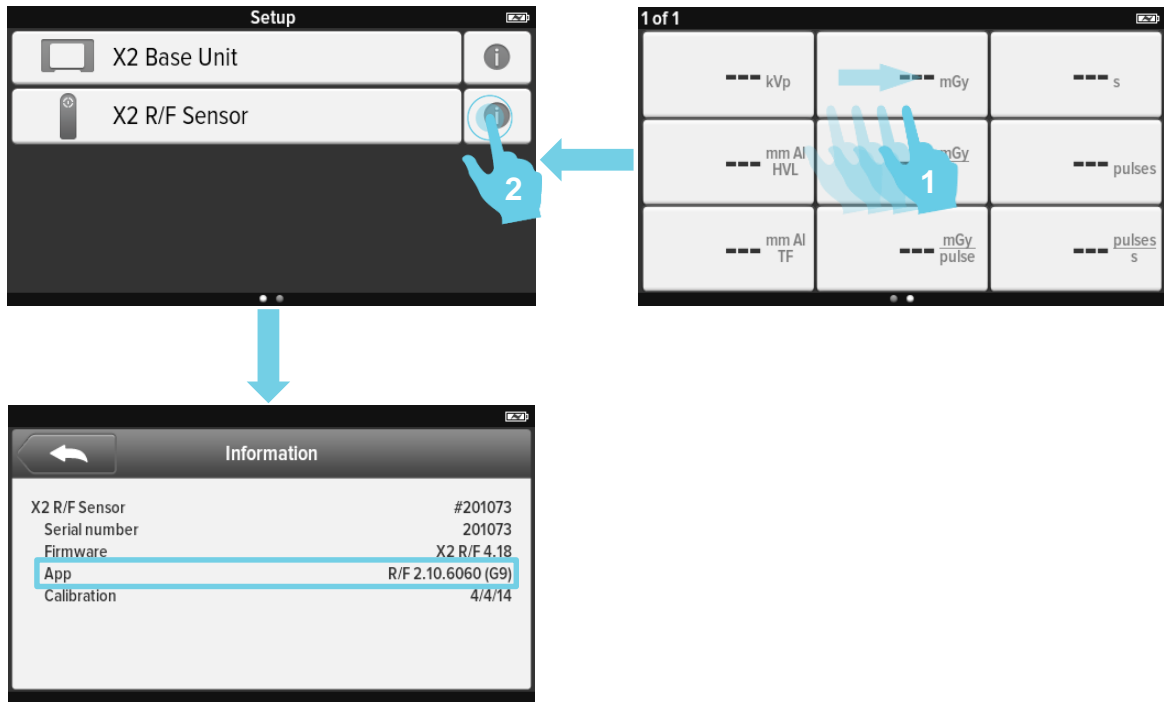 Setup
X2 Base Unit
i
X2 R/F Sensor
i
2
1 of 1
--- kVp
--- mGy
--- s
--- mm Al
HVL
mGy
1
--- pulses
--- mm Al
TF
--- mGy
pulse
--- pulses
s
Information
X2 R/F Sensor #201073
Serial number 201073
Firmware X2 R/F 4.18
App R/F 2.10.6060 (G9)
Calibration 4/4/14